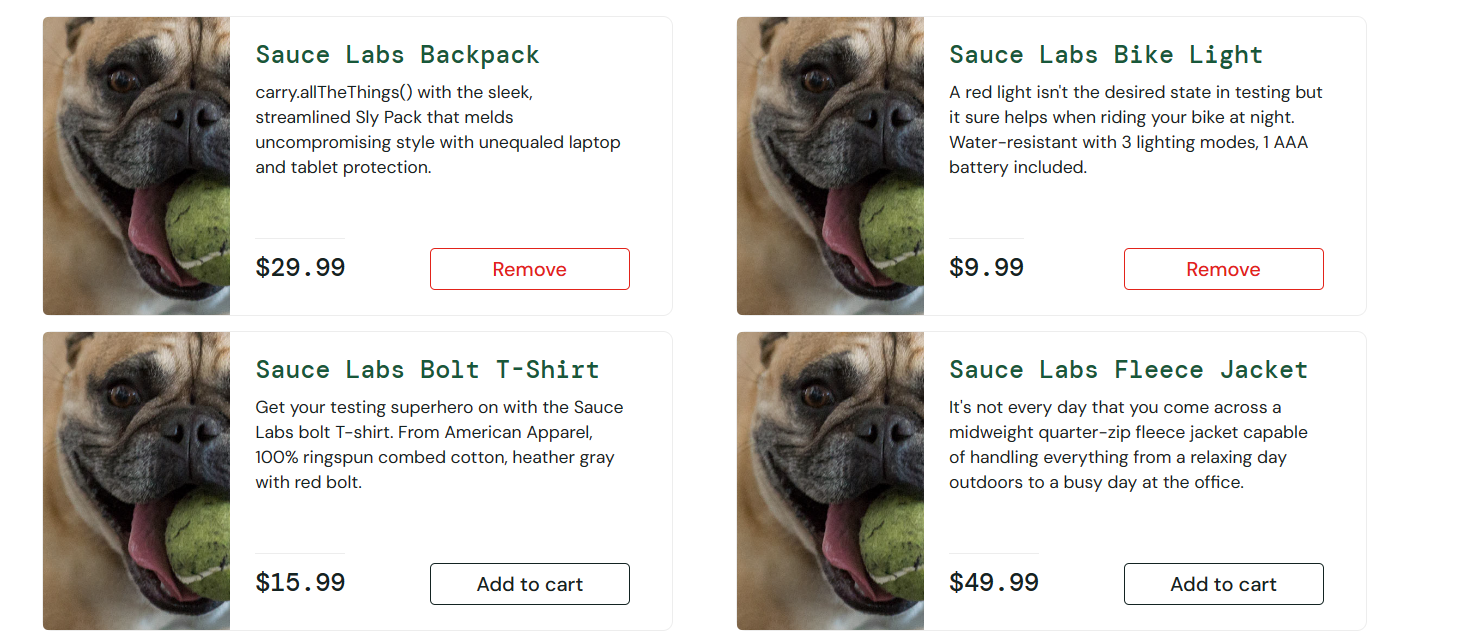 Sauce Labs Backpack
carry.allTheThings() with the sleek,
streamlined Sly Pack that melds
uncompromising style with unequaled laptop
and tablet protection.
$29.99
Remove
Sauce Labs Bike Light
A red light isn't the desired state in testing but
it sure helps when riding your bike at night.
Water-resistant with 3 lighting modes, 1 AAA
battery included.
$9.99
Remove
Sauce Labs Bolt T-Shirt
Get your testing superhero on with the Sauce
Labs bolt T-shirt. From American Apparel,
100% ringspun combed cotton, heather gray
with red bolt.
$15.99
Add to cart
Sauce Labs Fleece Jacket
It's not every day that you come across a
midweight quarter-zip fleece jacket capable
of handling everything from a relaxing day
outdoors to a busy day at the office.
$49.99
Add to cart